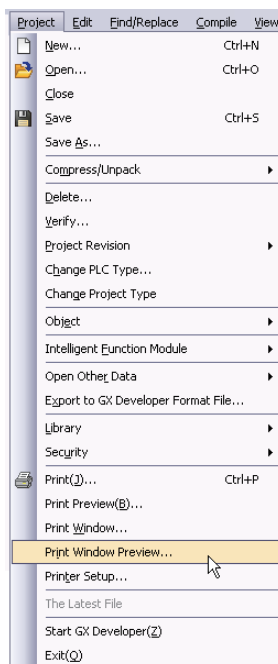 Project Edit Find/Replace Compile View
New... Ctrl+N
Open... Ctrl+O
Close
Save Ctrl+S
Save As...
Compress/Unpack
Delete...
Verify...
Project Revision
Change PLC Type...
Change Project Type
Object
Intelligent Function Module
Open Other Data
Export to GX Developer Format File...
Library
Security
Print(J)... Ctrl+P
Print Preview(B)...
Print Window...
Print Window Preview...
Printer Setup...
The Latest File
Start GX Developer(Z)
Exit(Q)